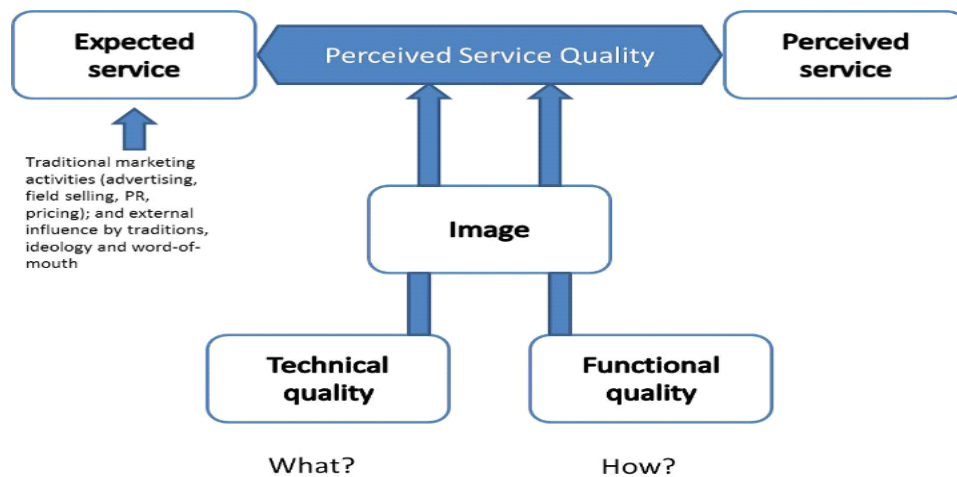 Expected
service
Perceived Service Quality
Perceived
service
Traditional marketing
activities (advertising,
field selling, PR,
pricing); and external
influence by traditions,
ideology and word-of-
mouth
Image
Technical
quality
Functional
quality
What?
How?